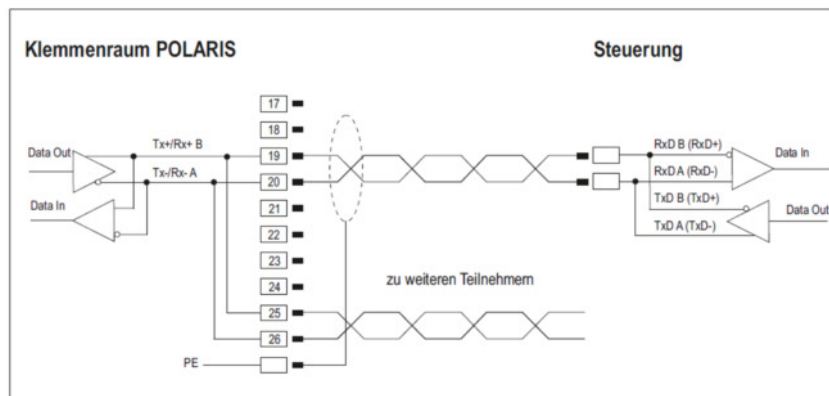 Klemmenraum POLARIS
Steuerung
17
18
Tx+/Rx+ B
19
RxD B (RxD+)
Data Out
Data In
Tx-/Rx- A
20
RxD A (RxD-)
21
TxD B (TxD+)
Data In
Data Out
22
TxD A (TxD-)
23
24
zu weiteren Teilnehmern
25
26
PE